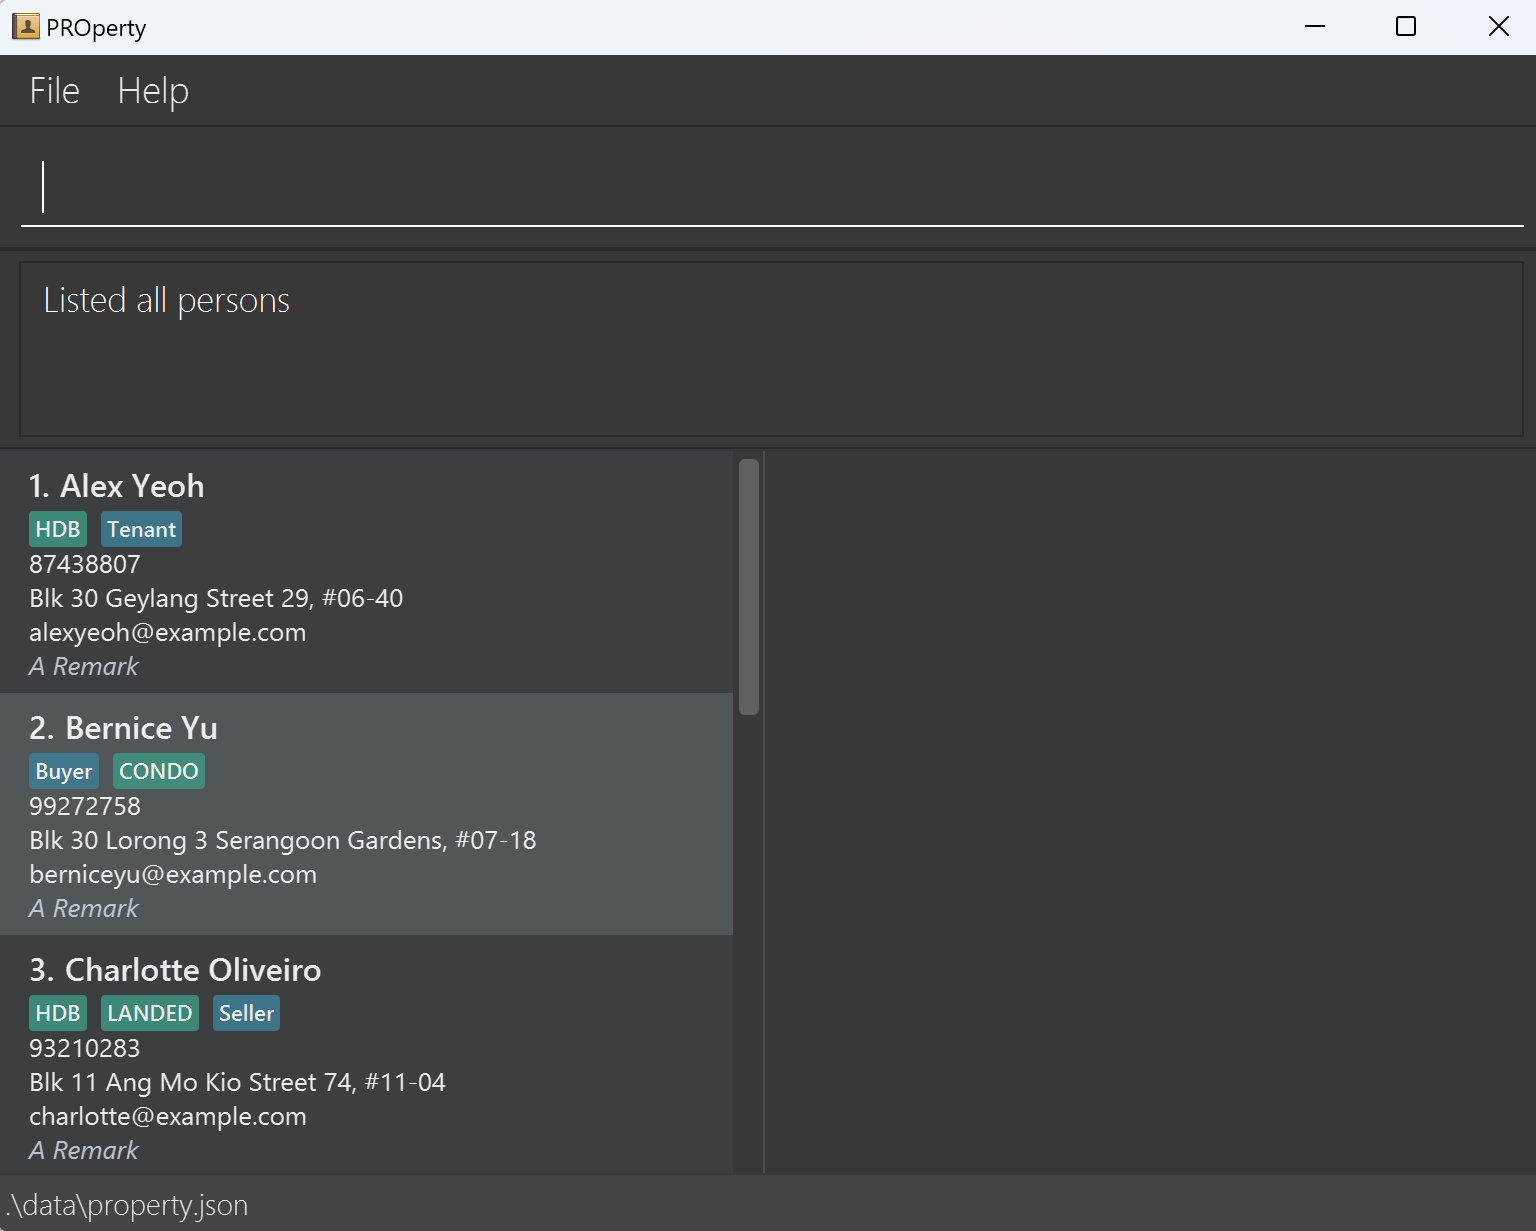 PROperty
File Help
Listed all persons
1. Alex Yeoh
HDB Tenant
87438807
Blk 30 Geylang Street 29, #06-40
alexyeoh@example.com
A Remark
2. Bernice Yu
Buyer CONDO
99272758
Blk 30 Lorong 3 Serangoon Gardens, #07-18
berniceyu@example.com
A Remark
3. Charlotte Oliveiro
HDB LANDED Seller
93210283
Blk 11 Ang Mo Kio Street 74, #11-04
charlotte@example.com
A Remark
.\data\property.json